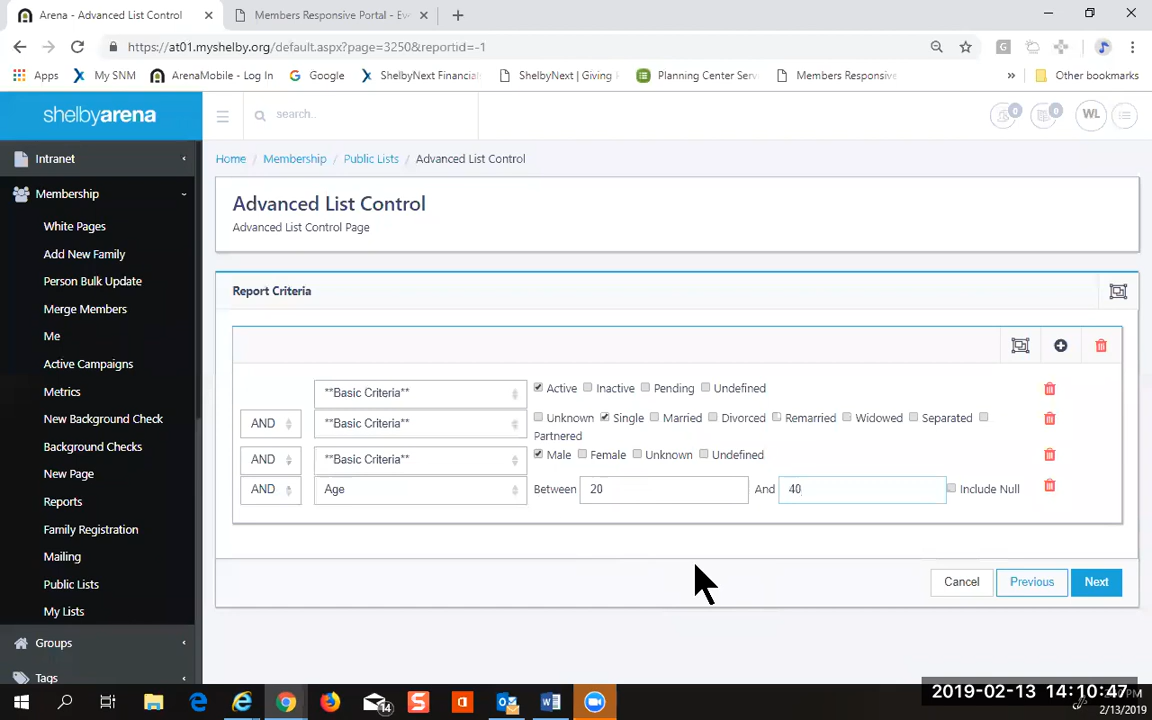 Arena - Advanced List Control
Members Responsive Portal - Eve
https://at01.myshelby.org/default.aspx?page=3250&reportid=-1
Apps My SNM ArenaMobile - Log In Google ShelbyNext Financial ShelbyNext | Giving Planning Center Serv Members Responsive » Other bookmarks
shelbyarena search.. 0 0 WL
Intranet
Home / Membership / Public Lists / Advanced List Control
Membership
Advanced List Control
White Pages
Advanced List Control Page
Add New Family
Person Bulk Update
Report Criteria
Merge Members
Me
Active Campaigns
**Basic Criteria** Active Inactive Pending Undefined
Metrics
AND **Basic Criteria** Unknown Single Married Divorced Remarried Widowed Separated
Partnered
New Background Check
Background Checks
AND **Basic Criteria** Male Female Unknown Undefined
New Page
AND Age Between 20 And 40 Include Null
Reports
Family Registration
Mailing
Public Lists
Cancel Previous Next
My Lists
Groups
Tags
14
2019-02-13 14:10:47
2/13/2019